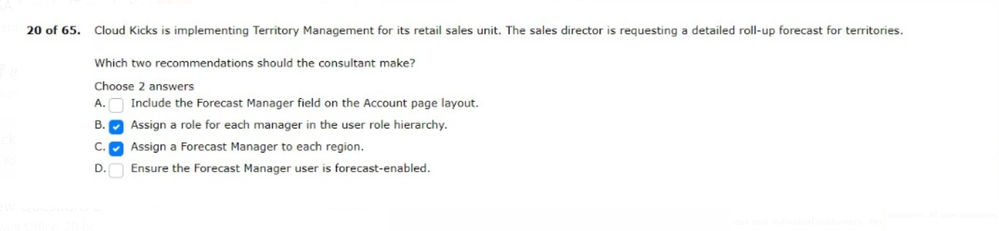 20 of 65. Cloud Kicks is implementing Territory Management for its retail sales unit. The sales director is requesting a detailed roll-up forecast for territories.
Which two recommendations should the consultant make?
Choose 2 answers
A. Include the Forecast Manager field on the Account page layout.
B. Assign a role for each manager in the user role hierarchy.
C. Assign a Forecast Manager to each region.
D. Ensure the Forecast Manager user is forecast-enabled.